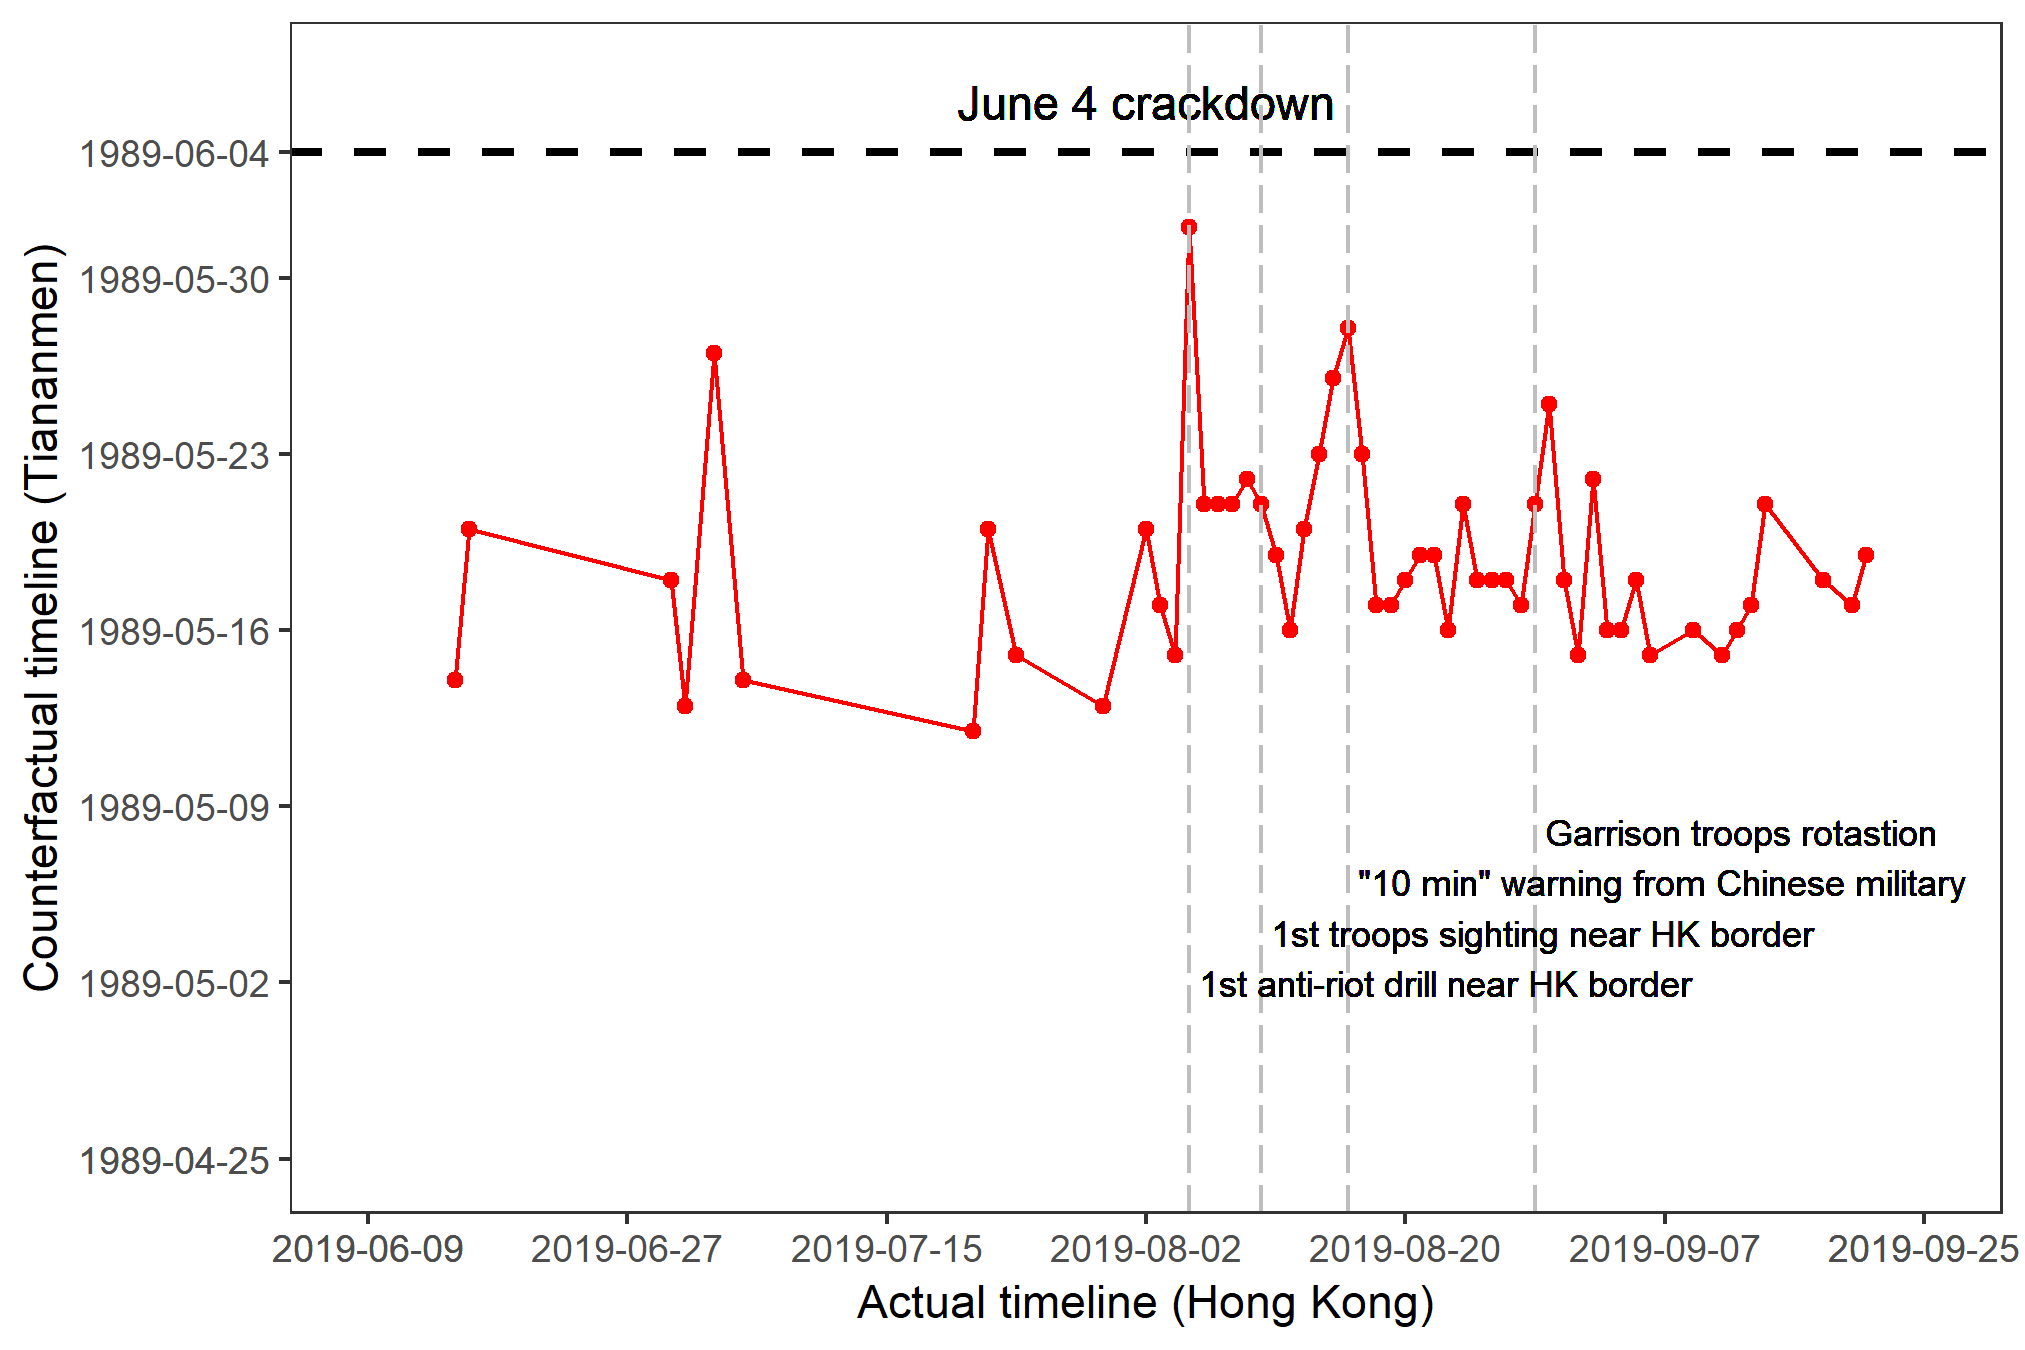 June 4 crackdown
1989-06-04
1989-05-30
1989-05-23
1989-05-16
1989-05-09
1989-05-02
1989-04-25
Counterfactual timeline (Tiananmen)
Garrison troops rotastion
"10 min" warning from Chinese military
1st troops sighting near HK border
1st anti-riot drill near HK border
2019-06-09
2019-06-27
2019-07-15
2019-08-02
2019-08-20
2019-09-07
2019-09-25
Actual timeline (Hong Kong)